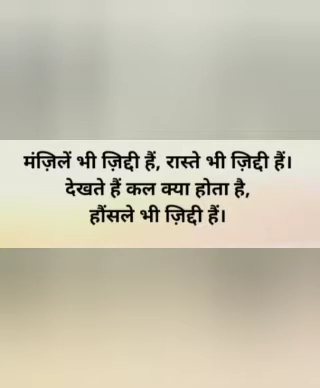 मंज़िलें भी ज़िद्दी हैं, रास्ते भी ज़िद्दी हैं।
देखते हैं कल क्या होता है,
हौंसले भी ज़िद्दी हैं।